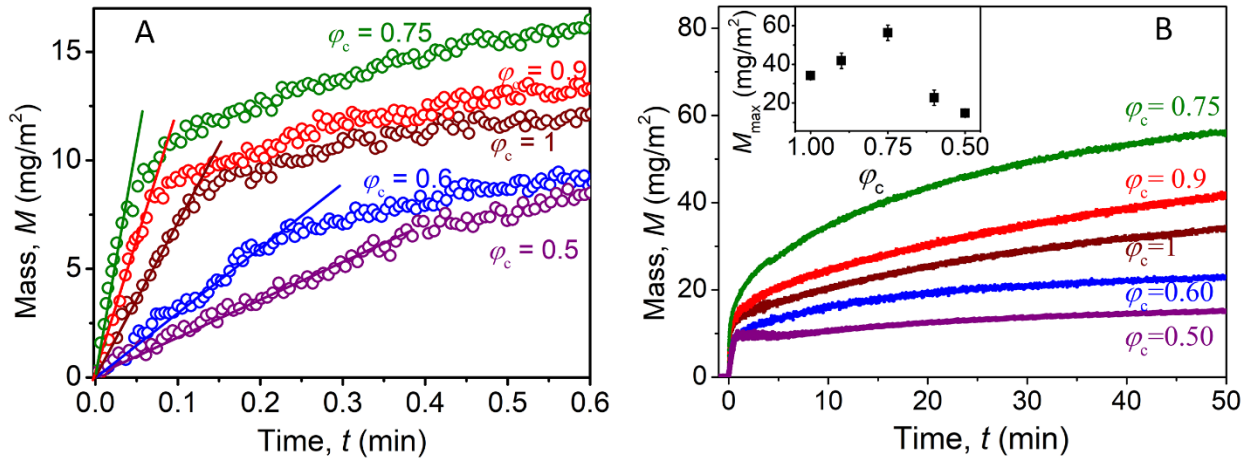 A
Mass, M (mg/m²)
15
10
5
0
0.0 0.1 0.2 0.3 0.4 0.5 0.6
Time, t (min)
φc = 0.75
φc = 0.9
φc = 1
φc = 0.6
φc = 0.5
B
Mass, M (mg/m²)
80
60
40
20
0
0 10 20 30 40 50
Time, t (min)
Mmax (mg/m²)
60
40
20
1.00 0.75 0.50
φc
φc=0.75
φc=0.9
φc=1
φc=0.60
φc=0.50